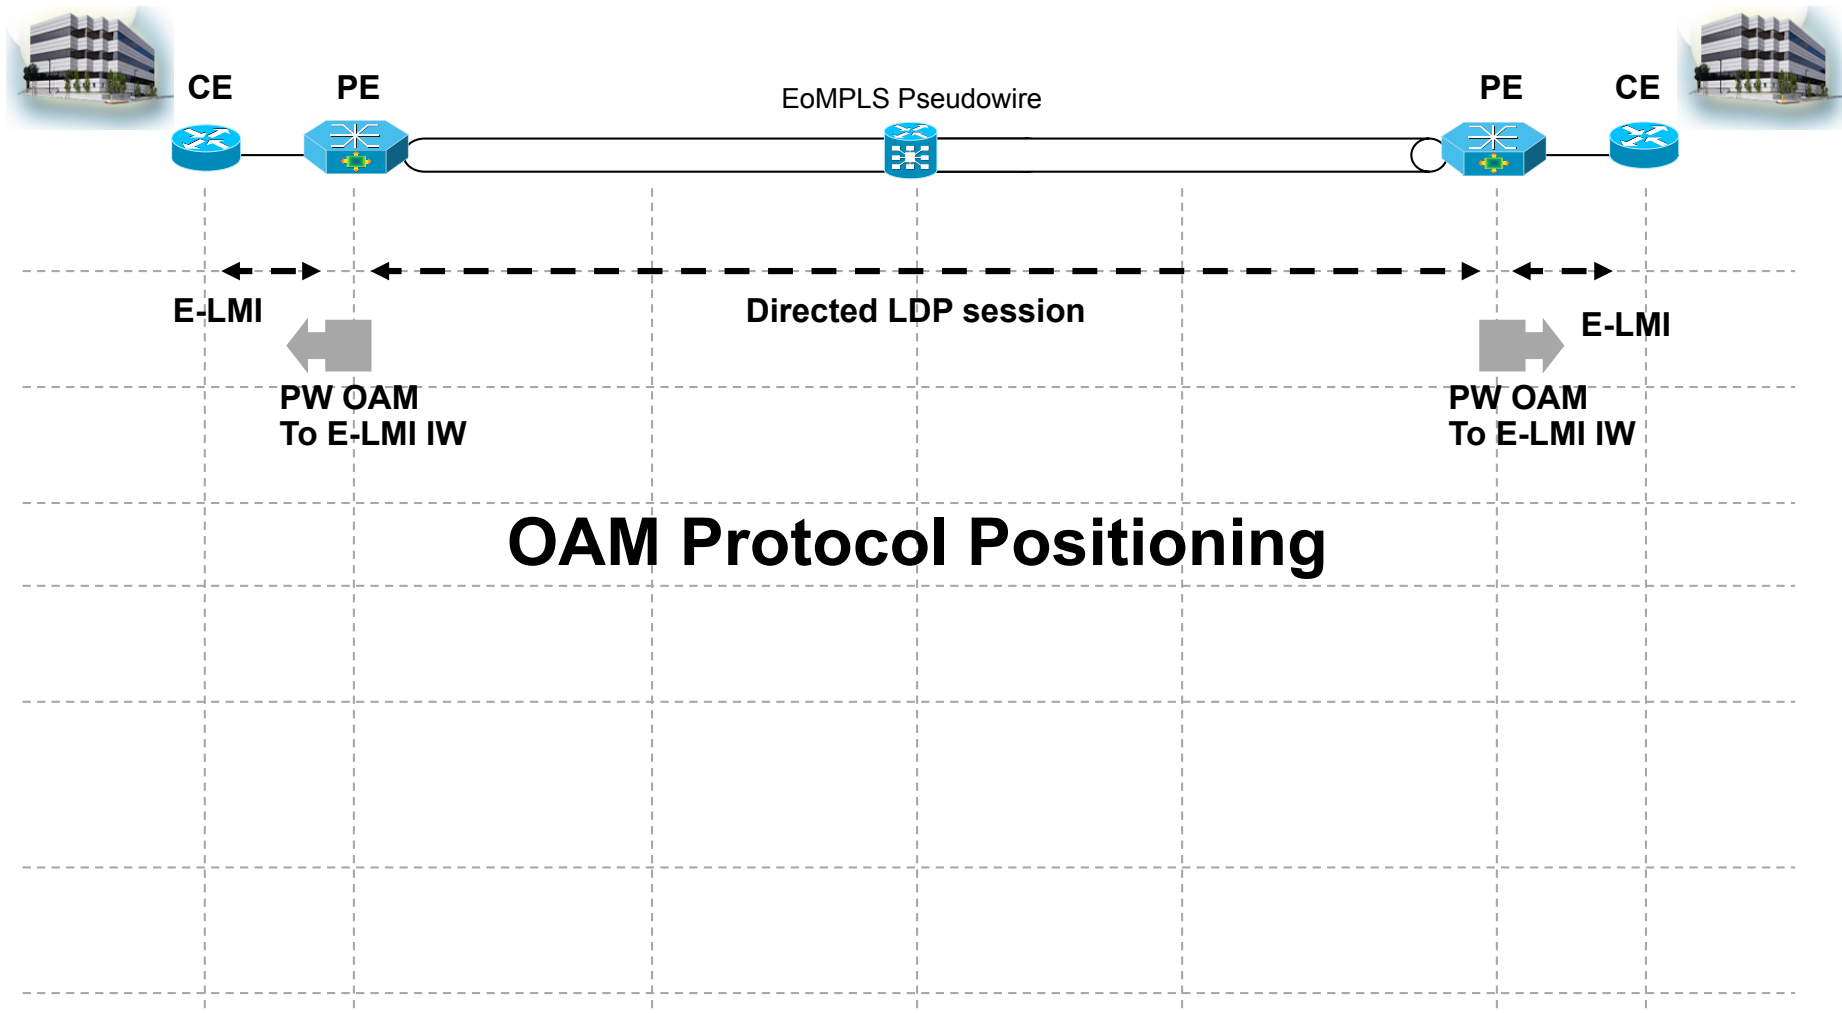 CE
PE
EoMPLS Pseudowire
PE
CE
E-LMI
Directed LDP session
E-LMI
PW OAM
To E-LMI IW
PW OAM
To E-LMI IW
OAM Protocol Positioning